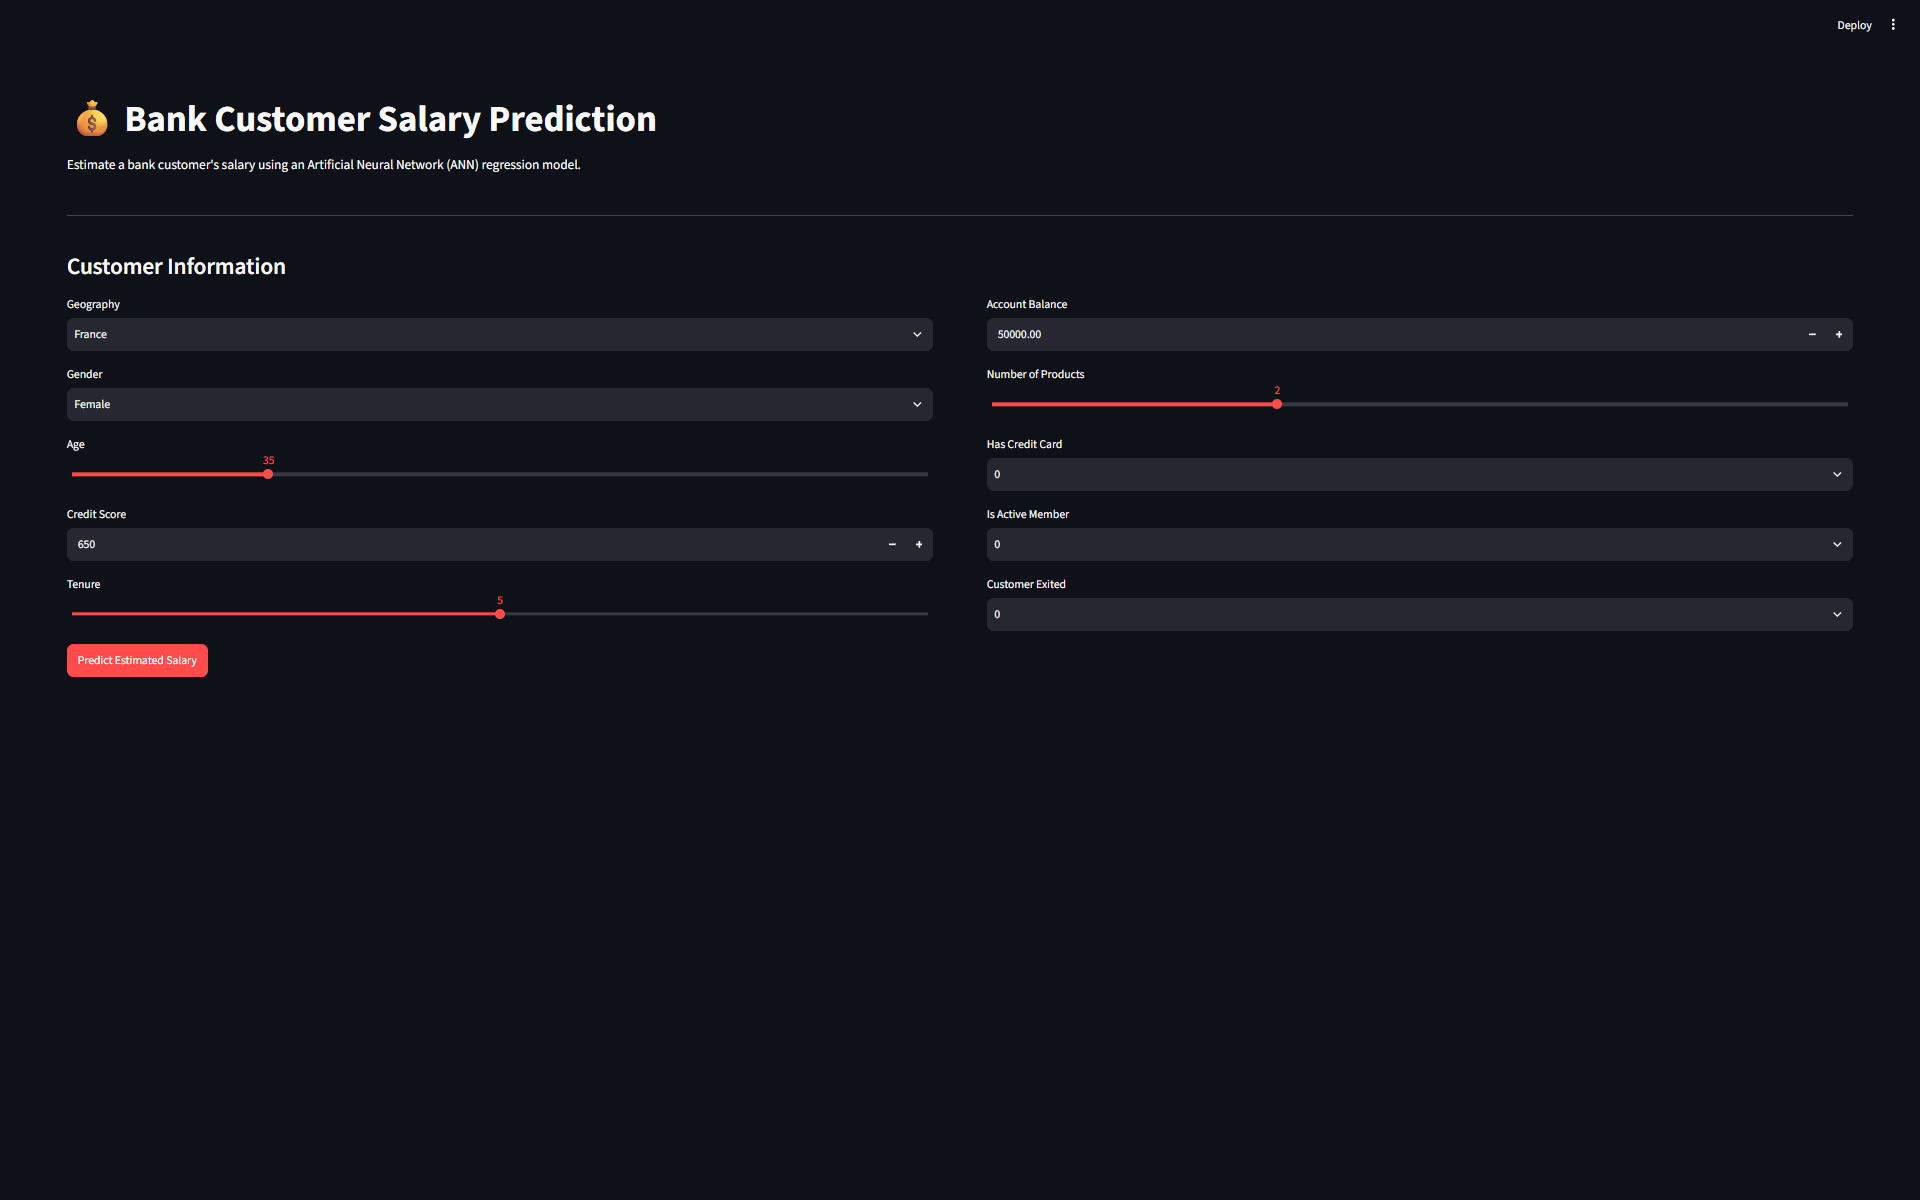 Deploy
Bank Customer Salary Prediction
Estimate a bank customer's salary using an Artificial Neural Network (ANN) regression model.
Customer Information
Geography
France
Gender
Female
Age
35
Credit Score
650
Tenure
5
Predict Estimated Salary
Account Balance
50000.00
Number of Products
2
Has Credit Card
0
Is Active Member
0
Customer Exited
0